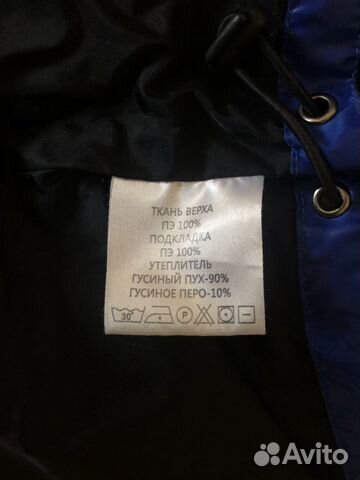 ТКАНЬ ВЕРХА
ПЭ 100%
ПОДКЛАДКА
ПЭ 100%
УТЕПЛИТЕЛЬ
ГУСИНЫЙ ПУХ-90%
ГУСИНОЕ ПЕРО-10%
30° P
Avito